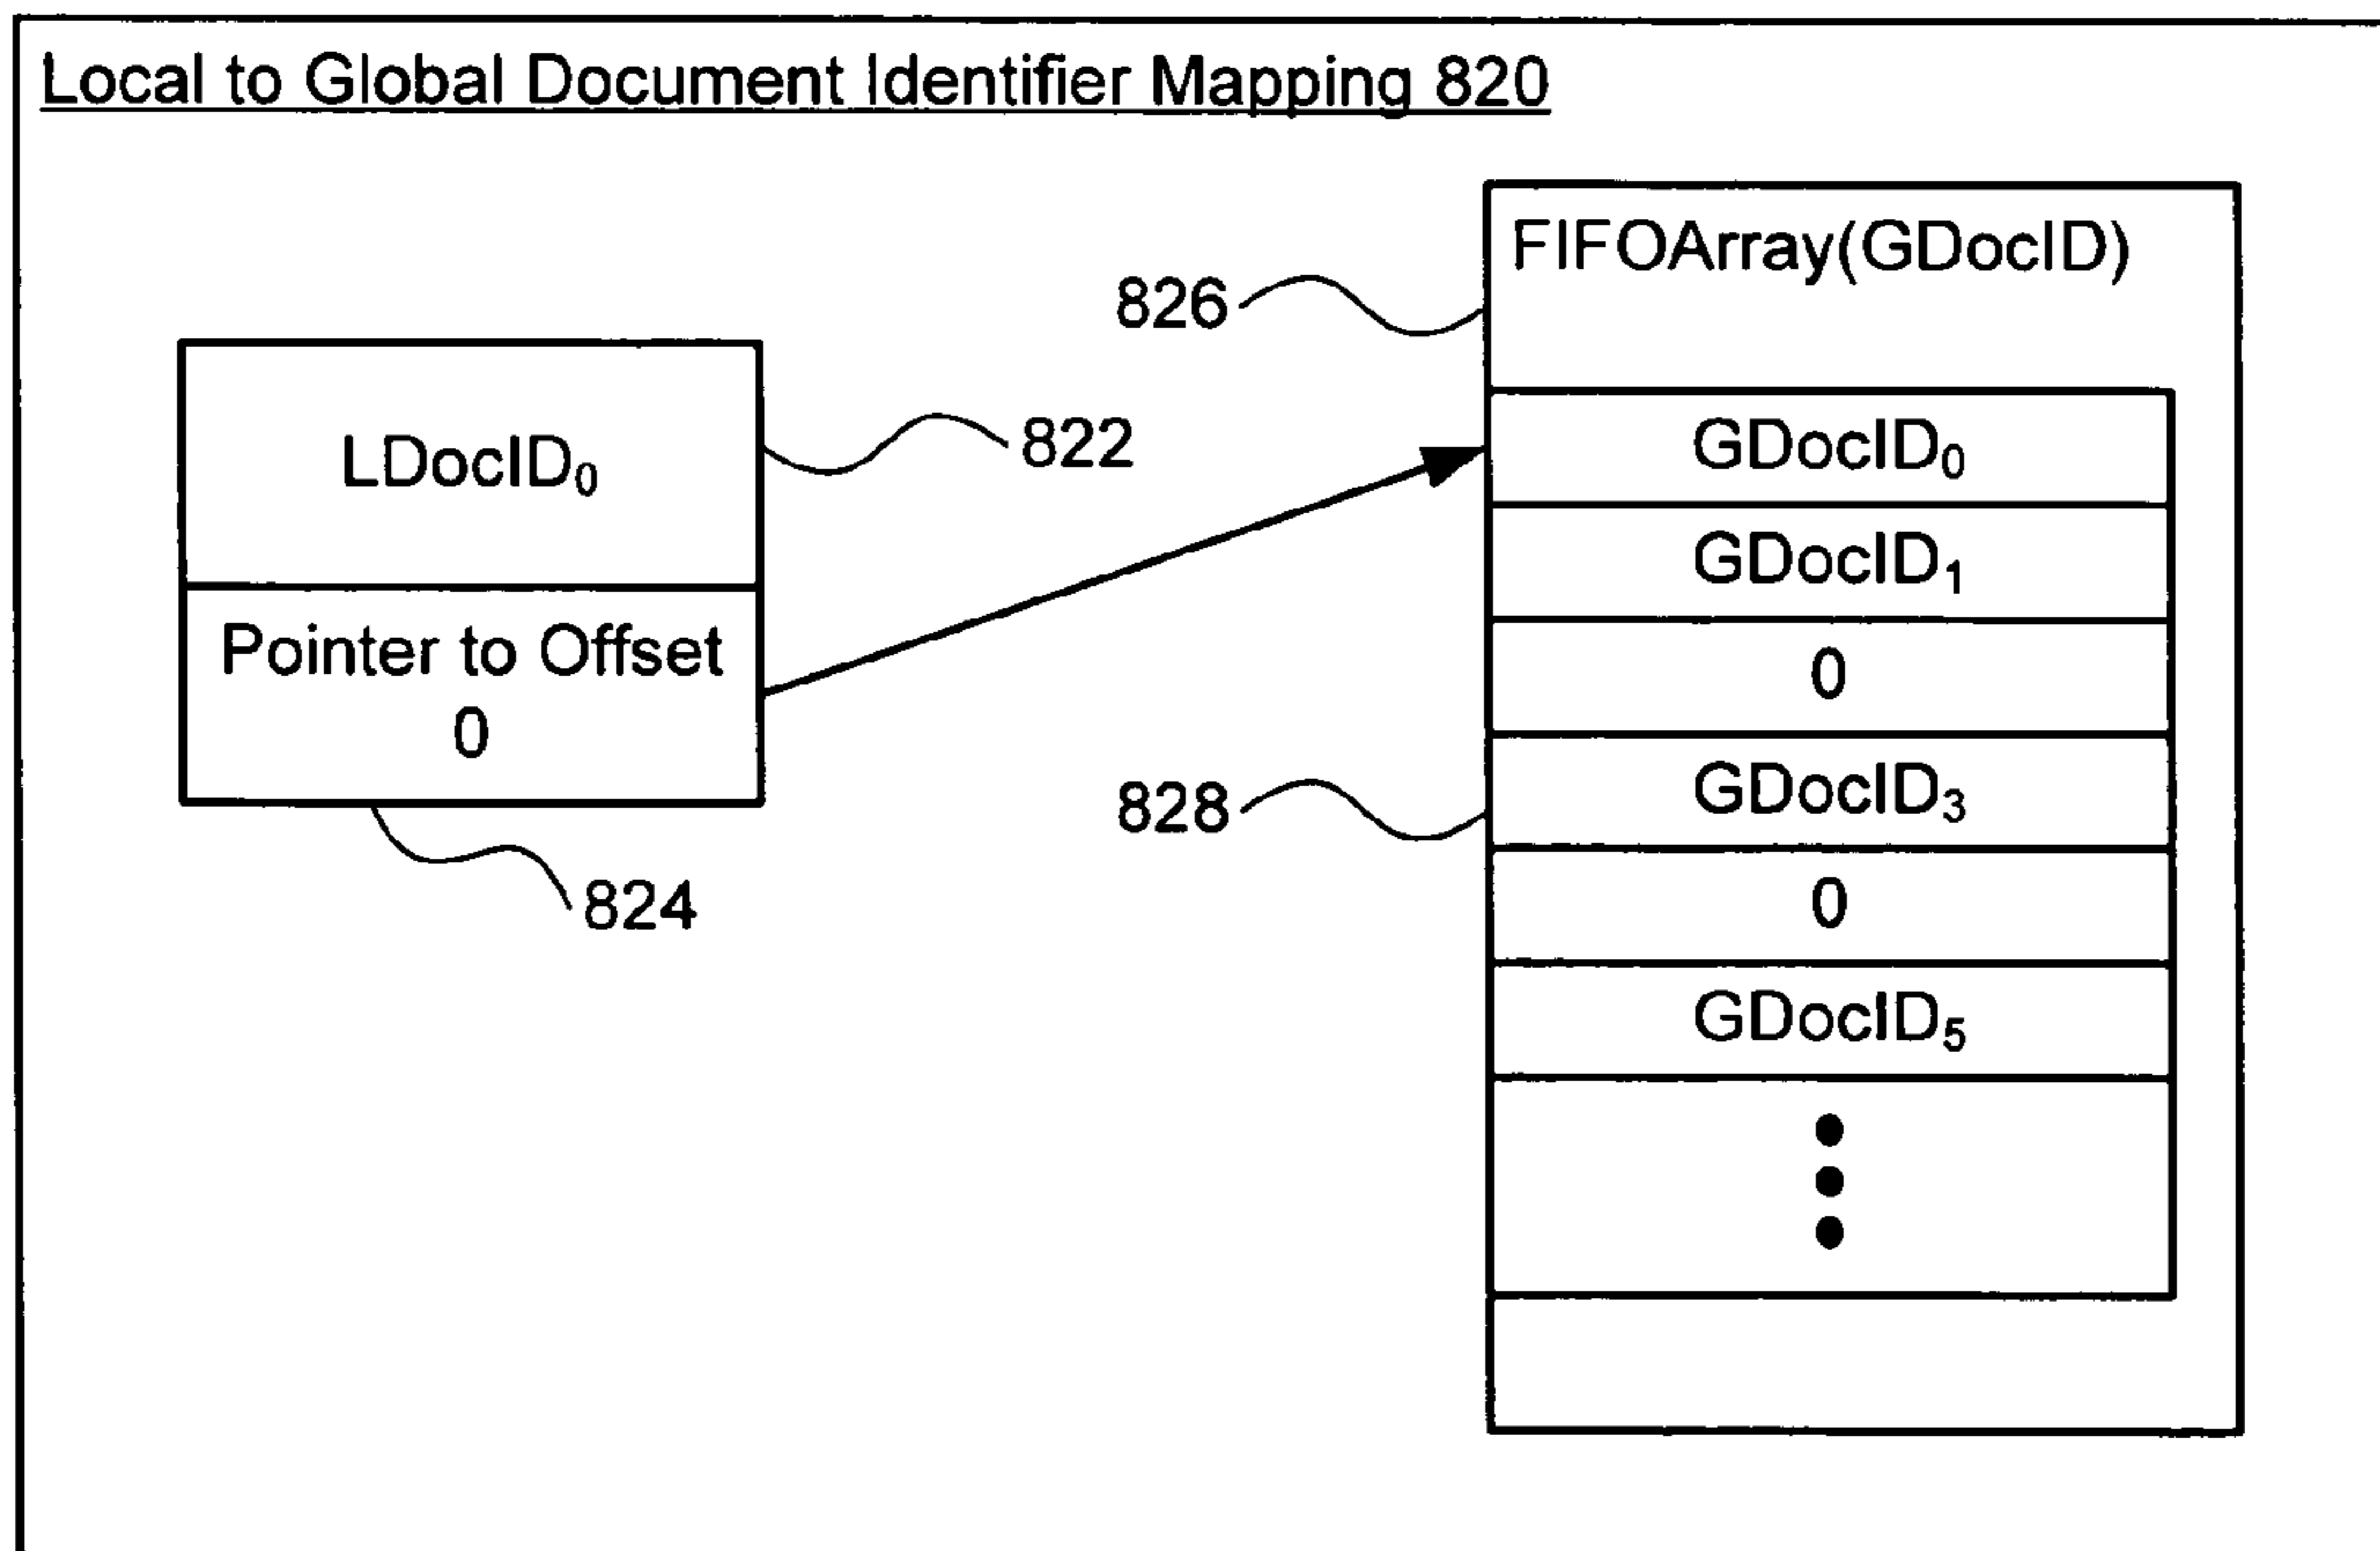 Local to Global Document Identifier Mapping 820
FIFOArray(GDocID)
826
LDocID₀
822
Pointer to Offset
0
824
GDocID₀
GDocID₁
0
828
GDocID₃
0
GDocID₅